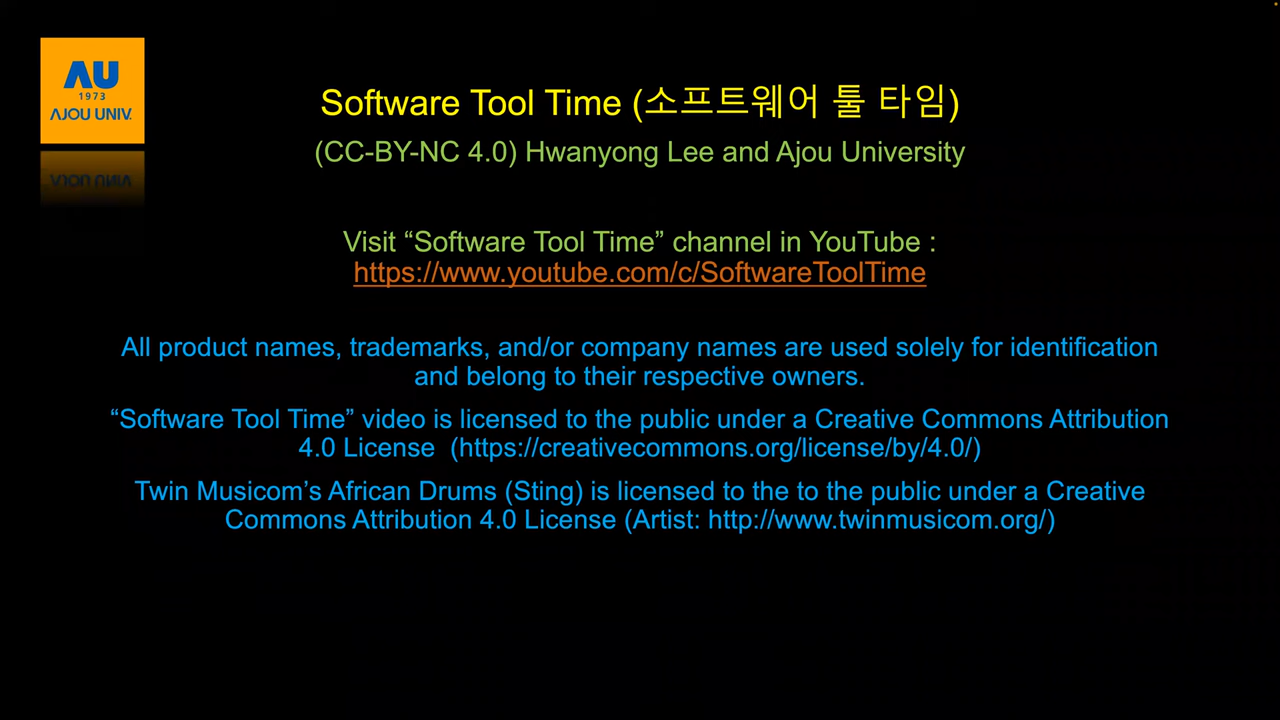 AU
1973
AJOU UNIV.
Software Tool Time (소프트웨어 툴 타임)
(CC-BY-NC 4.0) Hwanyong Lee and Ajou University
Visit “Software Tool Time” channel in YouTube :
https://www.youtube.com/c/SoftwareToolTime
All product names, trademarks, and/or company names are used solely for identification
and belong to their respective owners.
“Software Tool Time” video is licensed to the public under a Creative Commons Attribution
4.0 License (https://creativecommons.org/license/by/4.0/)
Twin Musicom’s African Drums (Sting) is licensed to the to the public under a Creative
Commons Attribution 4.0 License (Artist: http://www.twinmusicom.org/)